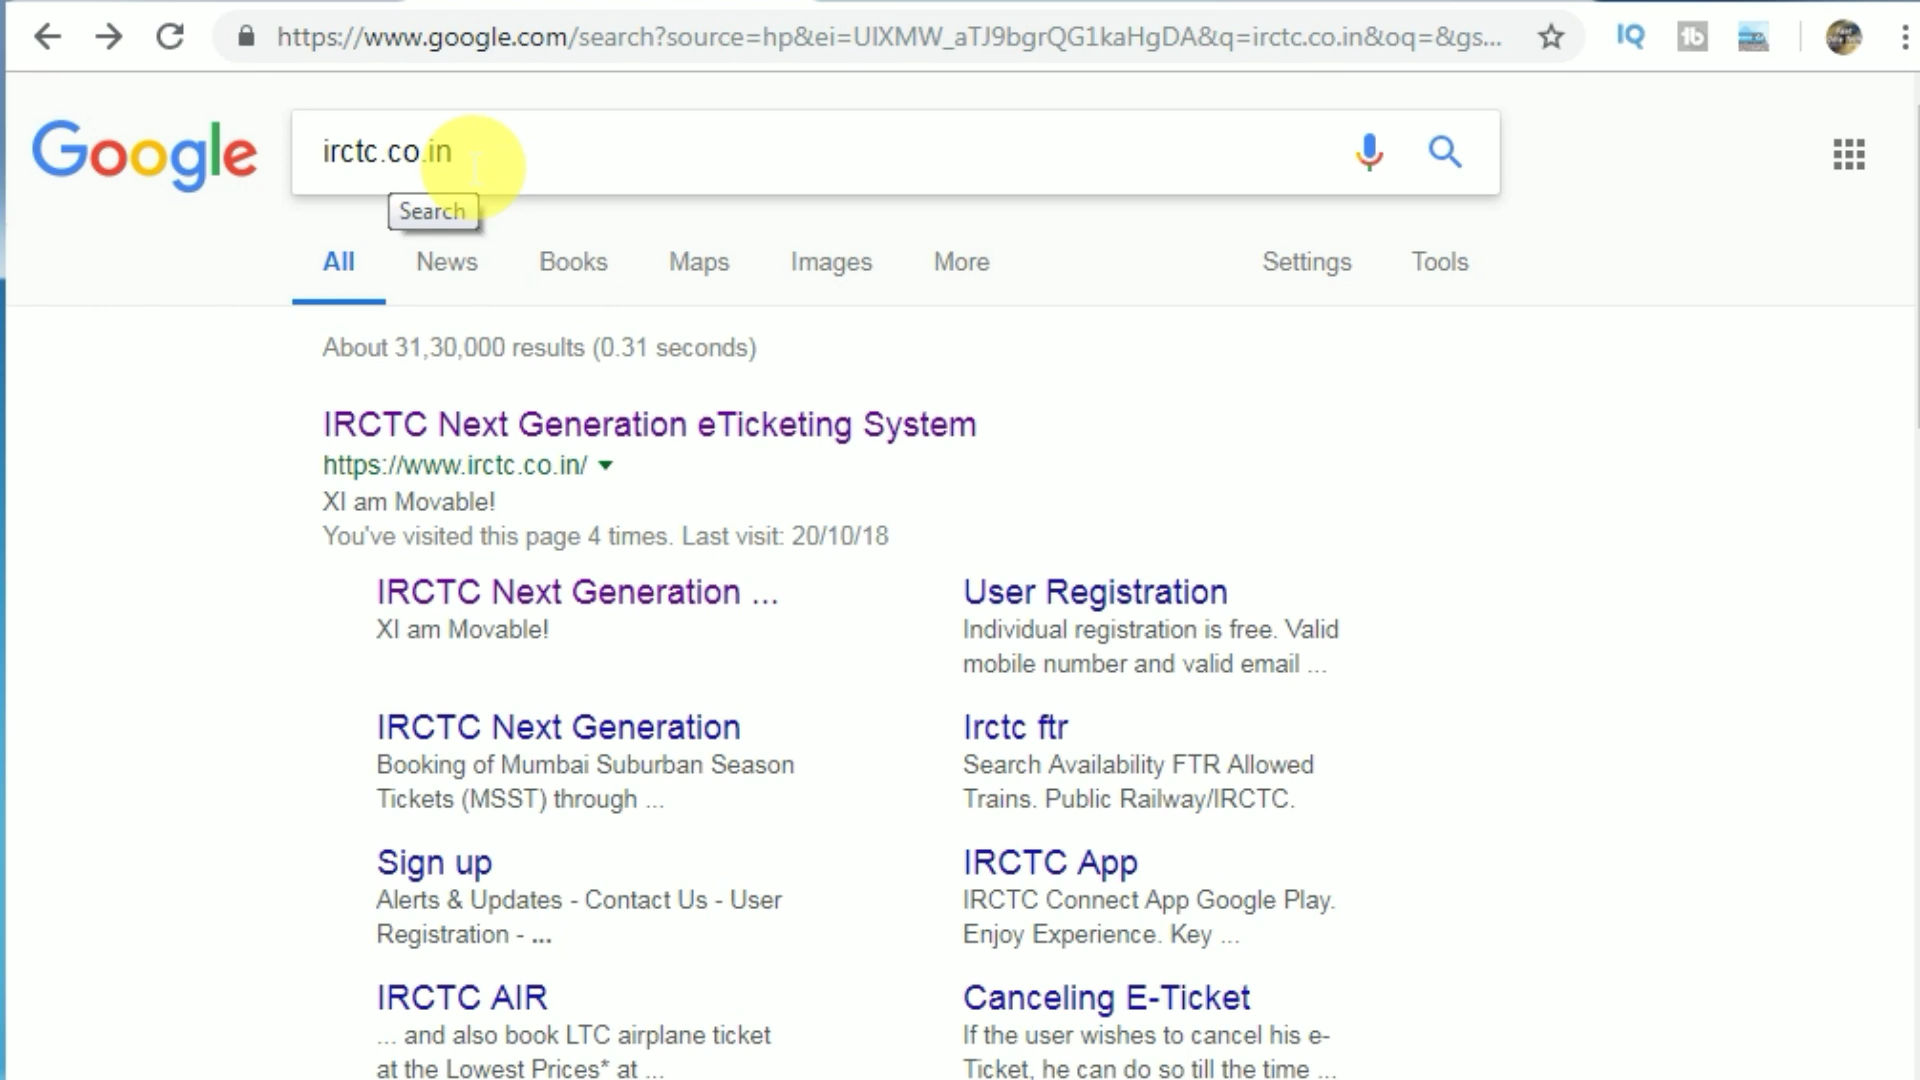 https://www.google.com/search?source=hp&ei=UIXMW_aTJ9bgrQG1kaHgDA&q=irctc.co.in&oq=&gs...
IQ
tb
Google
irctc.co.in
Search
All News Books Maps Images More Settings Tools
About 31,30,000 results (0.31 seconds)
IRCTC Next Generation eTicketing System
https://www.irctc.co.in/
XI am Movable!
You've visited this page 4 times. Last visit: 20/10/18
IRCTC Next Generation ...
XI am Movable!
User Registration
Individual registration is free. Valid
mobile number and valid email ...
IRCTC Next Generation
Booking of Mumbai Suburban Season
Tickets (MSST) through ...
Irctc ftr
Search Availability FTR Allowed
Trains. Public Railway/IRCTC.
Sign up
Alerts & Updates - Contact Us - User
Registration - ...
IRCTC App
IRCTC Connect App Google Play.
Enjoy Experience. Key ...
IRCTC AIR
... and also book LTC airplane ticket
at the Lowest Prices* at ...
Canceling E-Ticket
If the user wishes to cancel his e-
Ticket, he can do so till the time ...